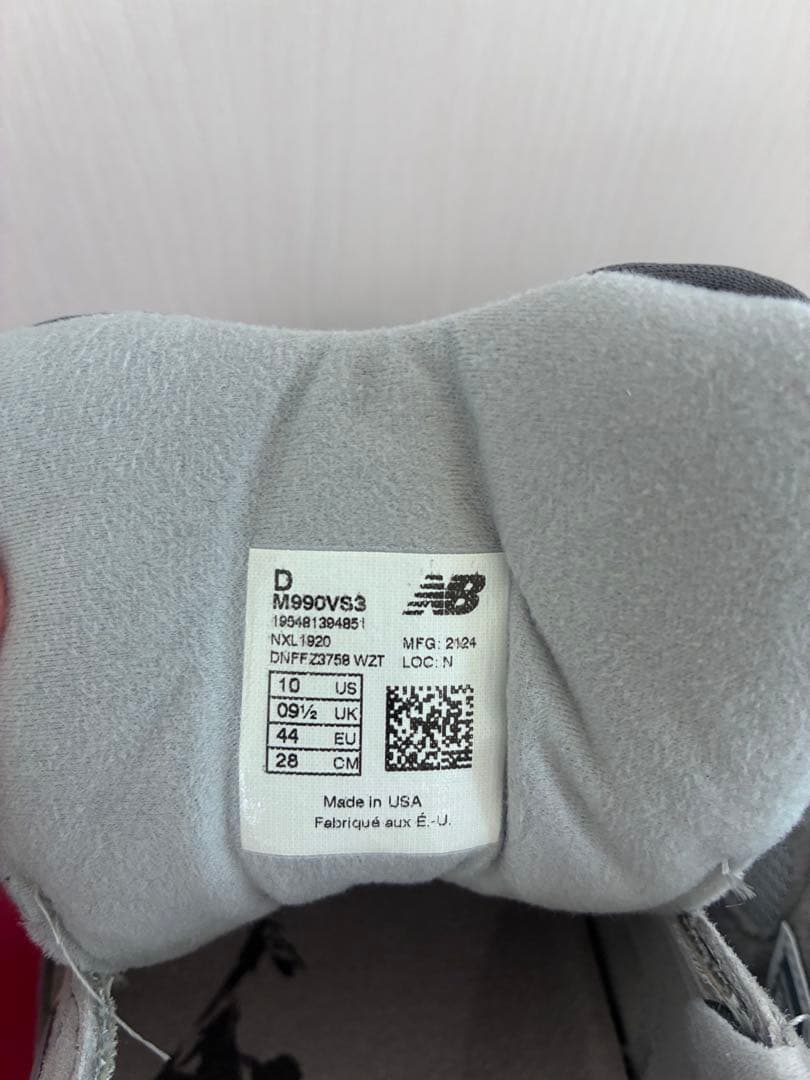 D
M990VS3
NB
195481394851
NXL1920
MFG: 2124
DNFFZ3758 WZT
LOC: N
10 US
09½ UK
44 EU
28 CM
Made in USA
Fabriqué aux É.-U.